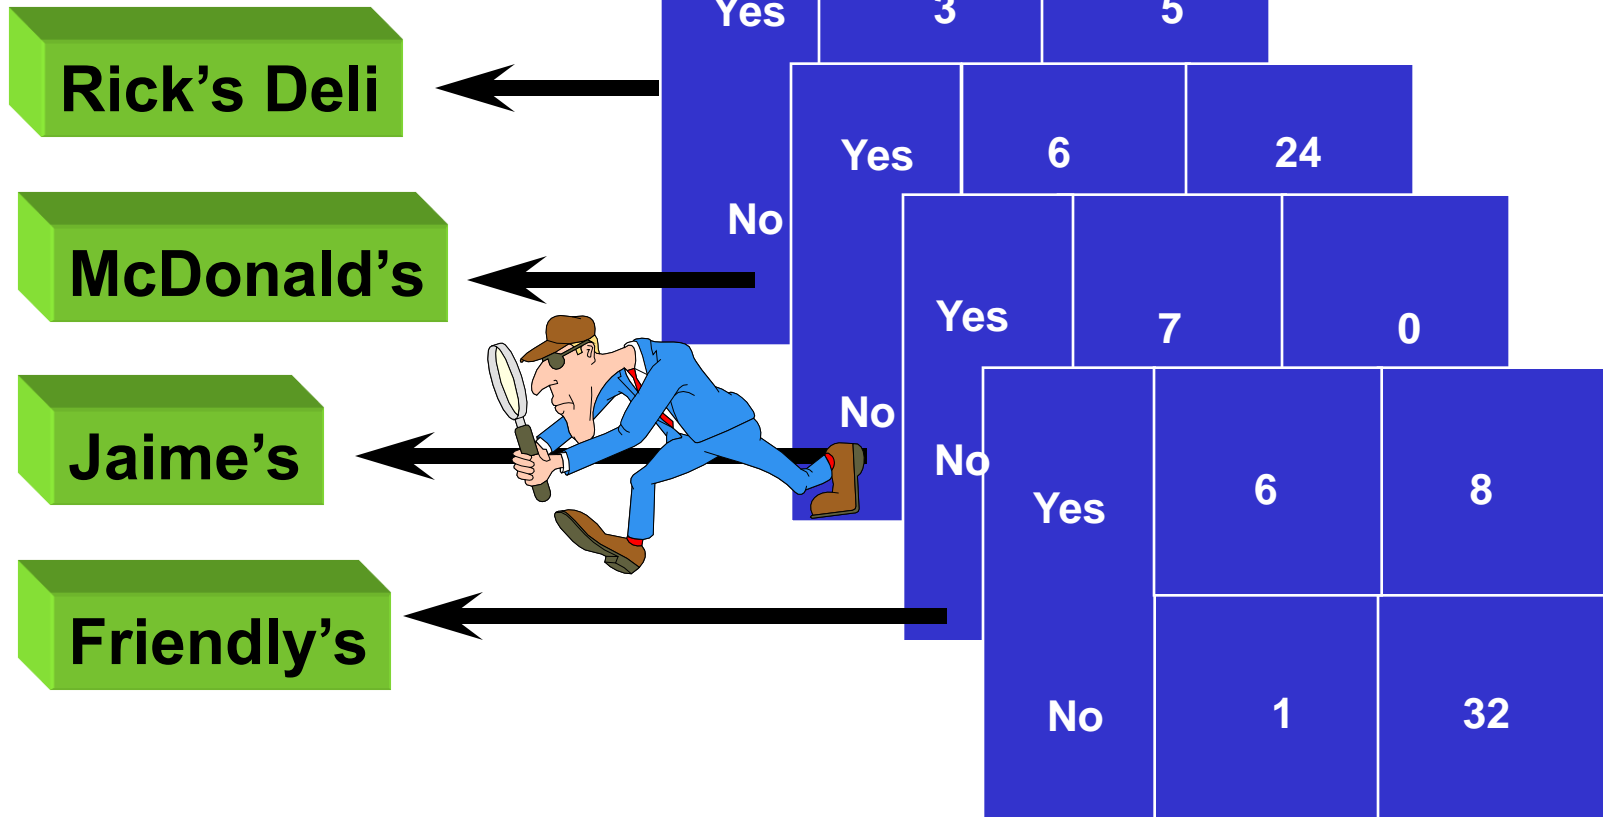 Rick's Deli
McDonald's
Jaime's
Friendly's
Yes 3 5
No
Yes 6 24
No
Yes 7 0
No
Yes 6 8
No 1 32